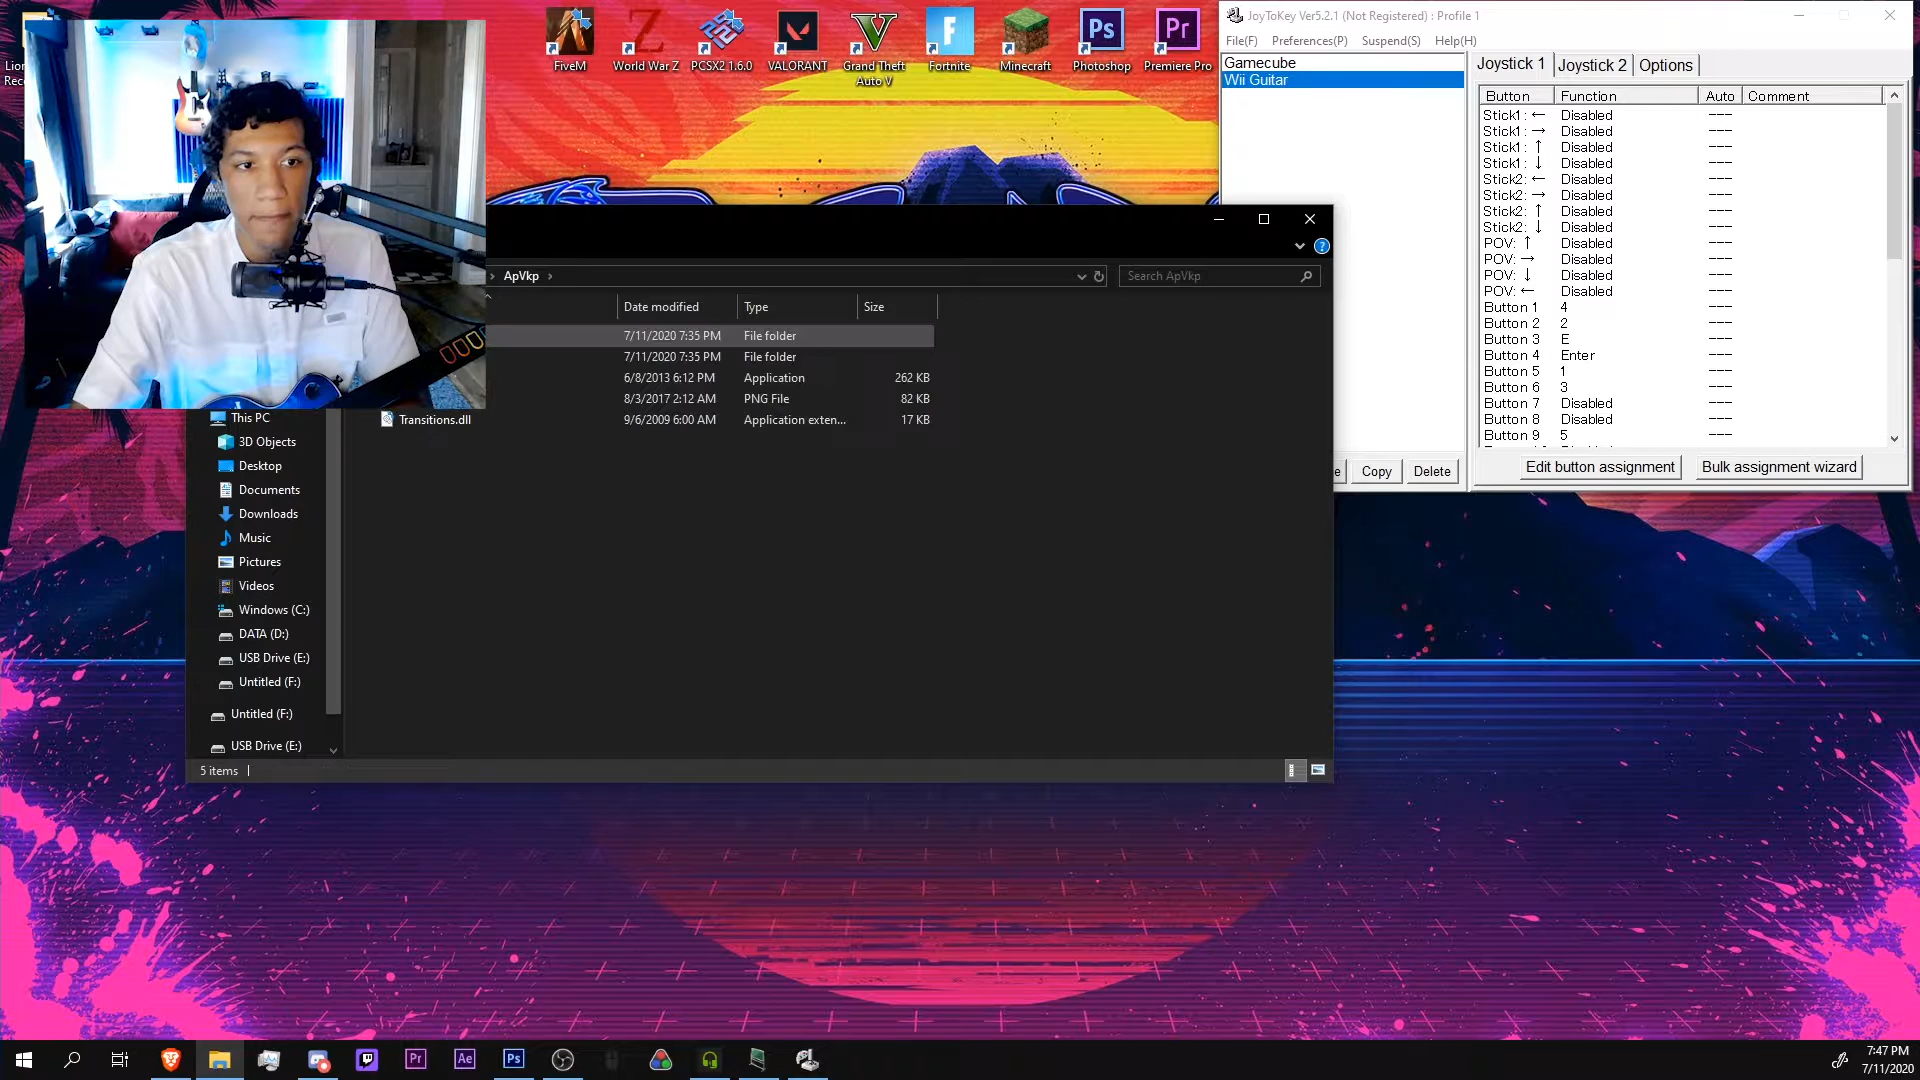 Lion
Reco
FiveM
World War Z
PCSX2 1.6.0
VALORANT
Grand Theft
Auto V
Fortnite
Minecraft
Photoshop
Premiere Pro
Ps
Pr
JoyToKey Ver5.2.1 (Not Registered) : Profile 1
File(F) Preferences(P) Suspend(S) Help(H)
Gamecube
Wii Guitar
Joystick 1 Joystick 2 Options
Button Function Auto Comment
Stick1: ← Disabled ---
Stick1: → Disabled ---
Stick1: ↑ Disabled ---
Stick1: ↓ Disabled ---
Stick2: ← Disabled ---
Stick2: → Disabled ---
Stick2: ↑ Disabled ---
Stick2: ↓ Disabled ---
POV: ↑ Disabled ---
POV: → Disabled ---
POV: ↓ Disabled ---
POV: ← Disabled ---
Button 1 4 ---
Button 2 2 ---
Button 3 E ---
Button 4 Enter ---
Button 5 1 ---
Button 6 3 ---
Button 7 Disabled ---
Button 8 Disabled ---
Button 9 5 ---
e Copy Delete
Edit button assignment Bulk assignment wizard
› ApVkp ›
Search ApVkp
Date modified Type Size
7/11/2020 7:35 PM File folder
7/11/2020 7:35 PM File folder
6/8/2013 6:12 PM Application 262 KB
8/3/2017 2:12 AM PNG File 82 KB
Transitions.dll 9/6/2009 6:00 AM Application exten... 17 KB
This PC
3D Objects
Desktop
Documents
Downloads
Music
Pictures
Videos
Windows (C:)
DATA (D:)
USB Drive (E:)
Untitled (F:)
Untitled (F:)
USB Drive (E:)
5 items
Pr
Ae
Ps
7:47 PM
7/11/2020